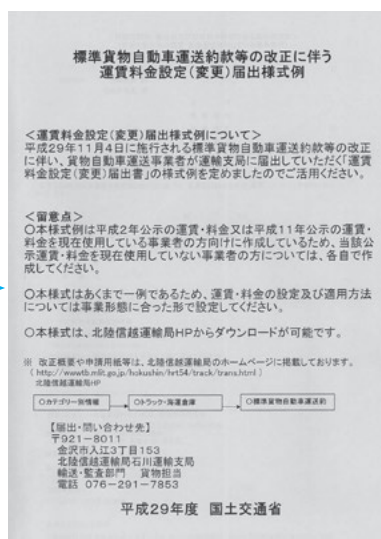 標準貨物自動車運送約款等の改正に伴う
運賃料金設定(変更)届出様式例
＜運賃料金設定(変更)届出様式例について＞
平成29年11月4日に施行される標準貨物自動車運送約款等の改正
に伴い、貨物自動車運送事業者が運輸支局に届出していただく「運賃
料金設定(変更)届出書」の様式例を定めましたのでご活用ください。
＜留意点＞
○本様式例は平成2年公示の運賃・料金又は平成11年公示の運賃・
料金を現在使用している事業者の方向けに作成しているため、当該公
示運賃・料金を現在使用していない事業者の方については、各自で作
成してください。
○本様式はあくまで一例であるため、運賃・料金の設定及び適用方法
については事業形態に合った形で設定してください。
○本様式は、北陸信越運輸局HPからダウンロードが可能です。
※ 改正概要や申請用紙等は、北陸信越運輸局のホームページに掲載しております。
( http://wwwtb.mlit.go.jp/hokushin/hrt54/track/trans.html )
北陸信越運輸局HP
○カテゴリー別情報 ○トラック・海運倉庫 ○標準貨物自動車運送約
【届出・問い合わせ先】
〒921-8011
金沢市入江3丁目153
北陸信越運輸局石川運輸支局
輸送・監査部門 貨物担当
電話 076-291-7853
平成29年度 国土交通省